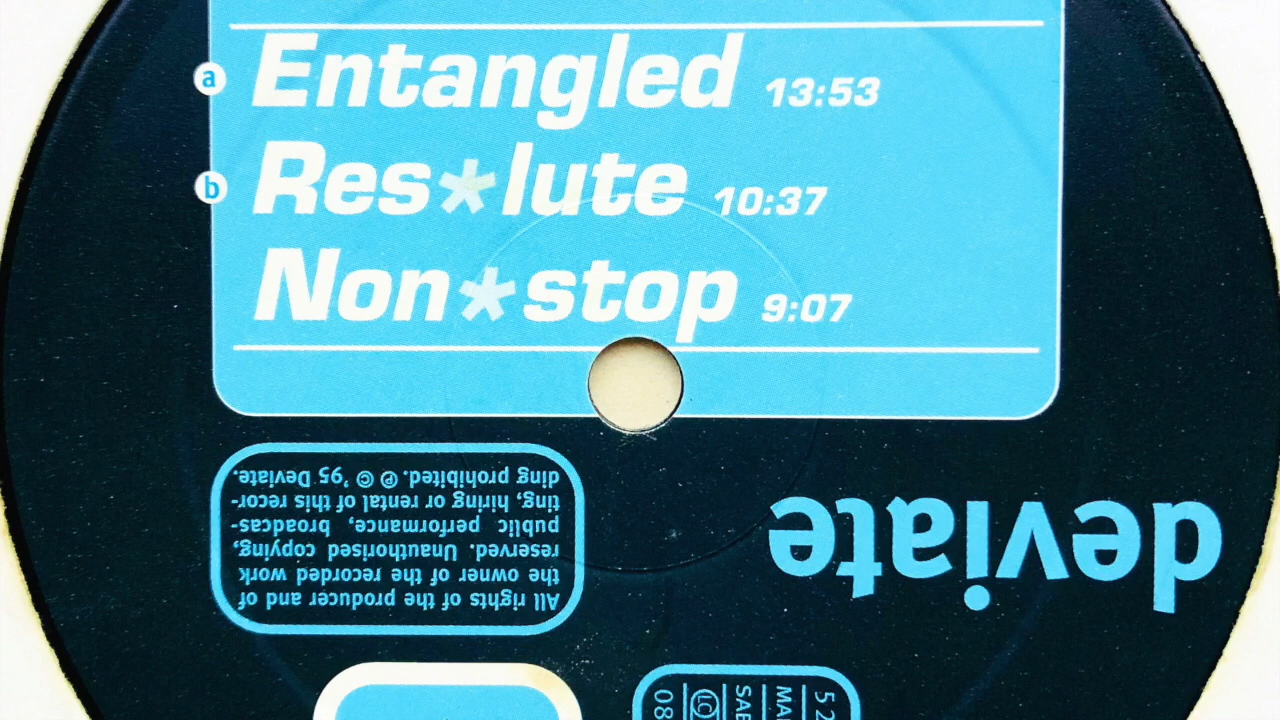 a Entangled 13:53
b Res*lute 10:37
Non*stop 9:07
deviate
All rights of the producer and of
the owner of the recorded work
reserved. Unauthorised copying,
public performance, broadcas-
ting, hiring or rental of this recor-
ding prohibited. ℗ © '95 Deviate.